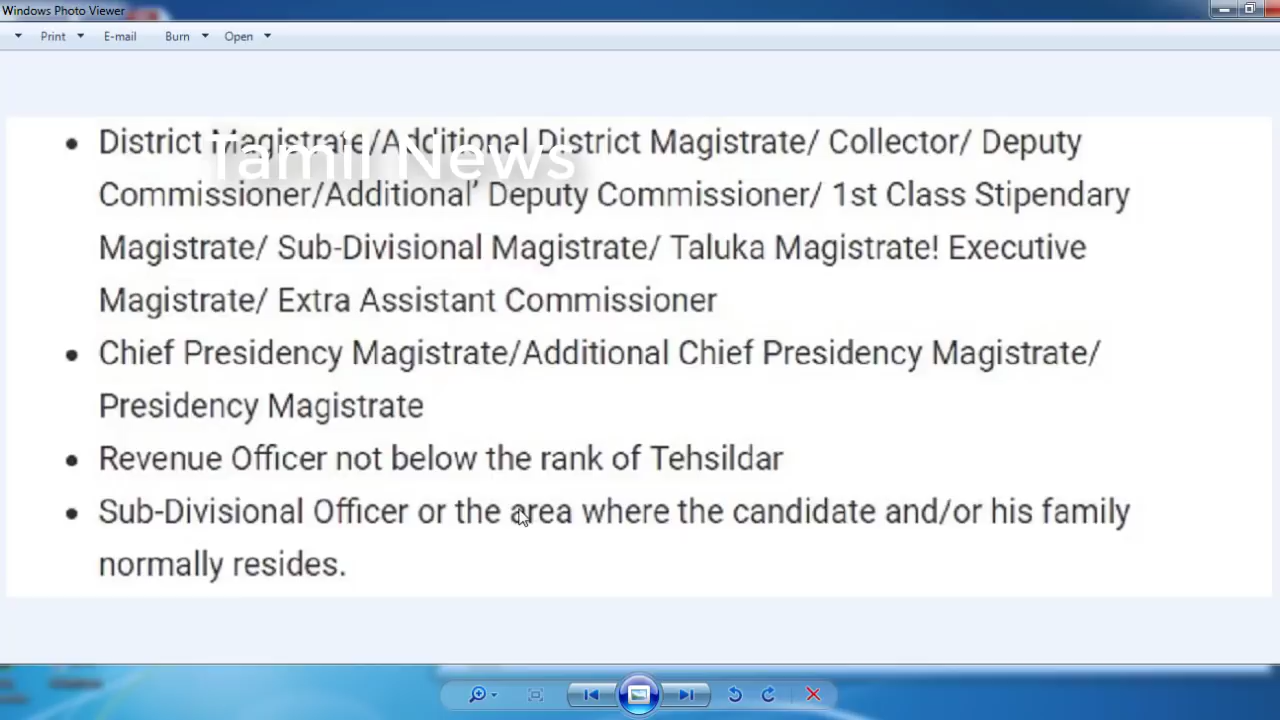 Windows Photo Viewer
Print
E-mail
Burn
Open
District Magistrate/Additional District Magistrate/ Collector/ Deputy
Tamil News
Commissioner/Additional’ Deputy Commissioner/ 1st Class Stipendary
Magistrate/ Sub-Divisional Magistrate/ Taluka Magistrate! Executive
Magistrate/ Extra Assistant Commissioner
Chief Presidency Magistrate/Additional Chief Presidency Magistrate/
Presidency Magistrate
Revenue Officer not below the rank of Tehsildar
Sub-Divisional Officer or the area where the candidate and/or his family
normally resides.